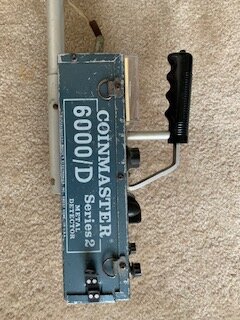 COINMASTER
Series 2
6000/D
METAL
DETECTOR